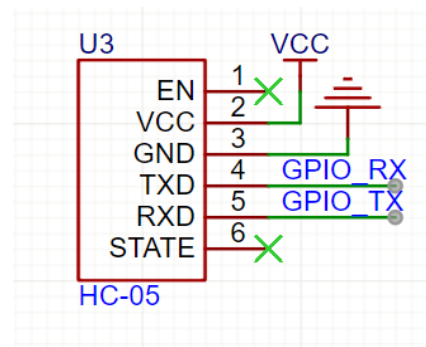 U3
VCC
EN 1
VCC 2
GND 3
TXD 4 GPIO_RX
RXD 5 GPIO_TX
STATE 6
HC-05